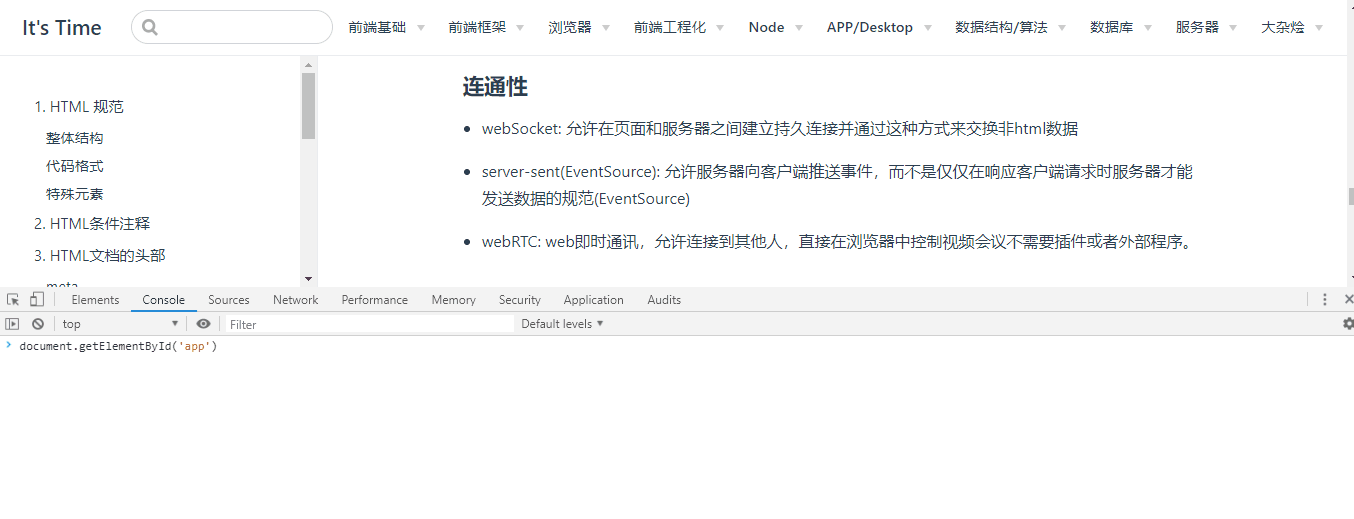 It's Time
前端基础
前端框架
浏览器
前端工程化
Node
APP/Desktop
数据结构/算法
数据库
服务器
大杂烩
1. HTML 规范
整体结构
代码格式
特殊元素
2. HTML条件注释
3. HTML文档的头部
meta
连通性
webSocket: 允许在页面和服务器之间建立持久连接并通过这种方式来交换非html数据
server-sent(EventSource): 允许服务器向客户端推送事件，而不是仅仅在响应客户端请求时服务器才能
发送数据的规范(EventSource)
webRTC: web即时通讯，允许连接到其他人，直接在浏览器中控制视频会议不需要插件或者外部程序。
Elements
Console
Sources
Network
Performance
Memory
Security
Application
Audits
top
Filter
Default levels
document.getElementById('app')